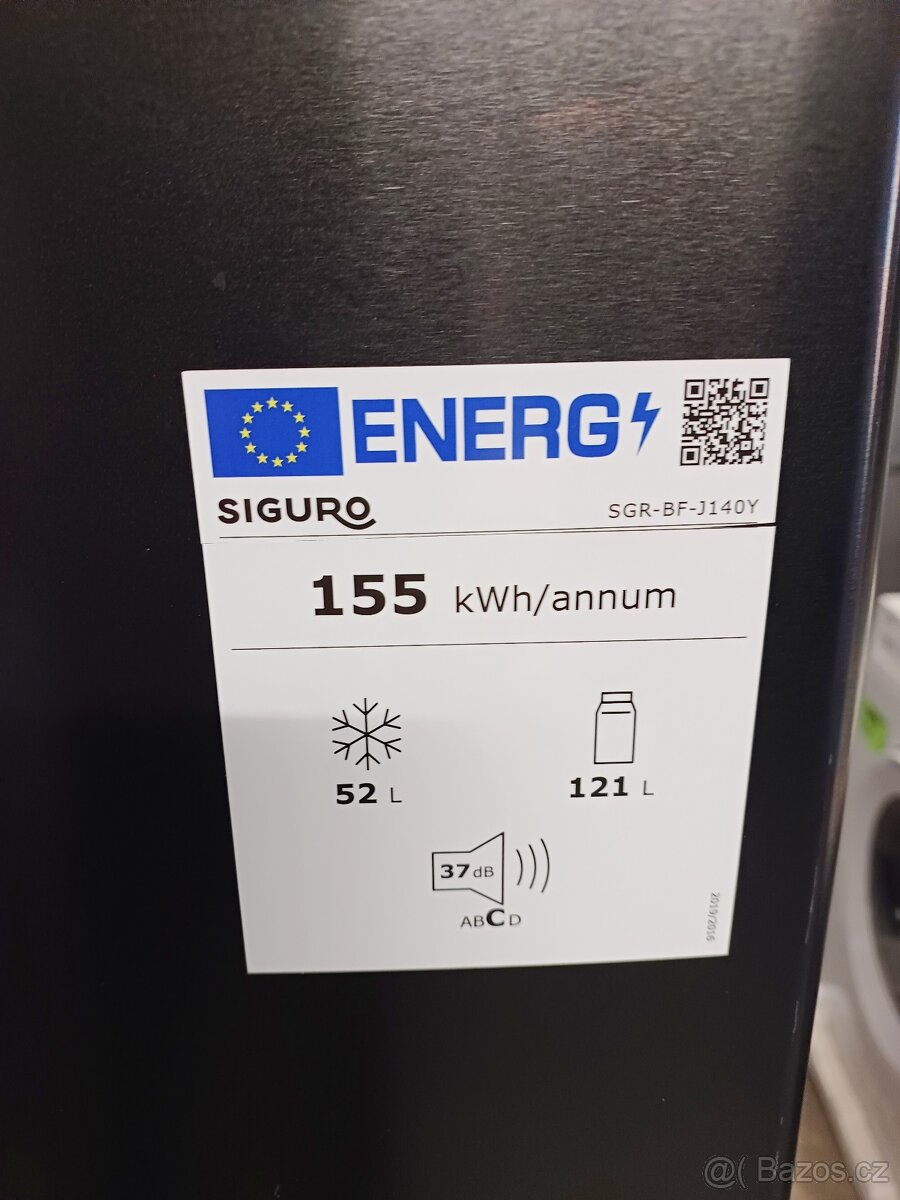 ENERG
SIGURO
SGR-BF-J140Y
155 kWh/annum
52 L
121 L
37dB
ABCD
2019/2016
@( Bazos.cz